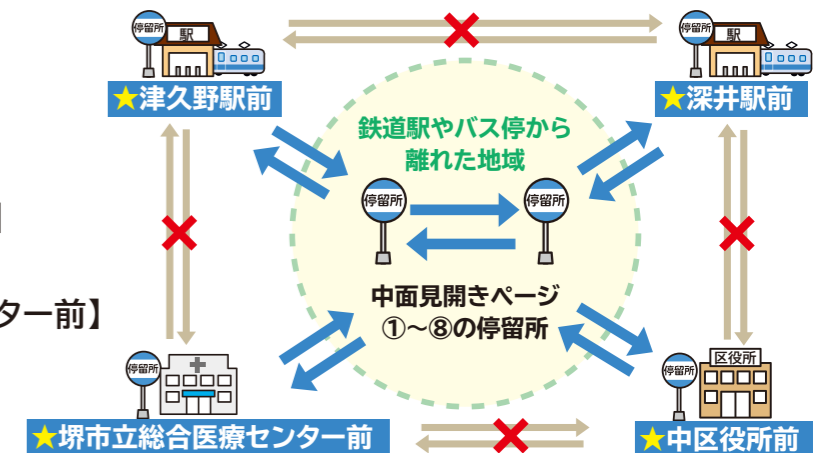 停留所
駅
★津久野駅前
停留所
駅
★深井駅前
鉄道駅やバス停から
離れた地域
停留所
停留所
中面見開きページ
①~⑧の停留所
】
ター前】
停留所
★堺市立総合医療センター前
停留所
区役所
★中区役所前